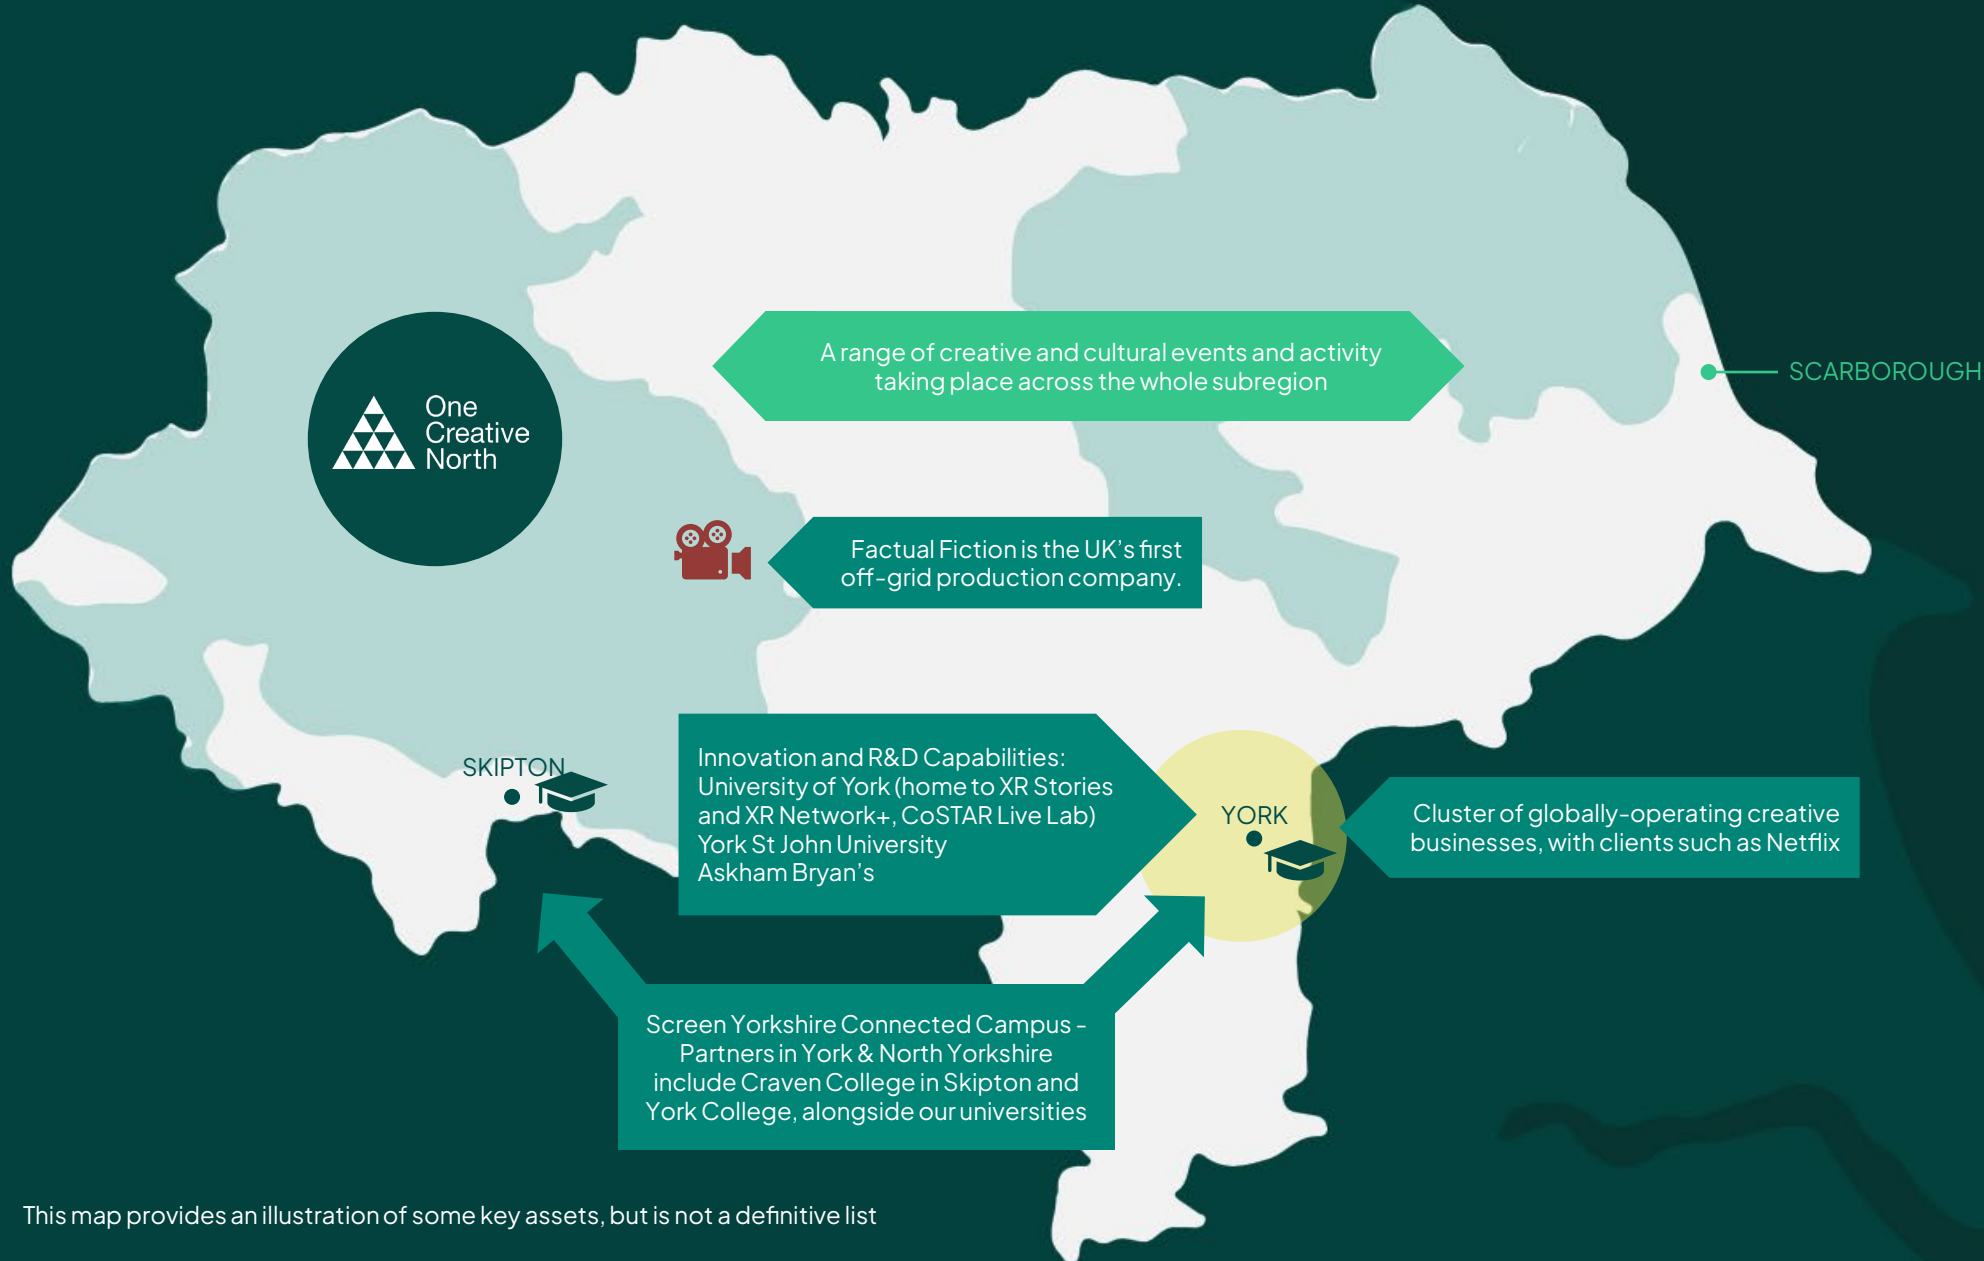 A range of creative and cultural events and activity
taking place across the whole subregion
SCARBOROUGH
One
Creative
North
Factual Fiction is the UK’s first
off-grid production company.
SKIPTON
Innovation and R&D Capabilities:
University of York (home to XR Stories
and XR Network+, CoSTAR Live Lab)
York St John University
Askham Bryan’s
YORK
Cluster of globally-operating creative
businesses, with clients such as Netflix
Screen Yorkshire Connected Campus -
Partners in York & North Yorkshire
include Craven College in Skipton and
York College, alongside our universities
This map provides an illustration of some key assets, but is not a definitive list